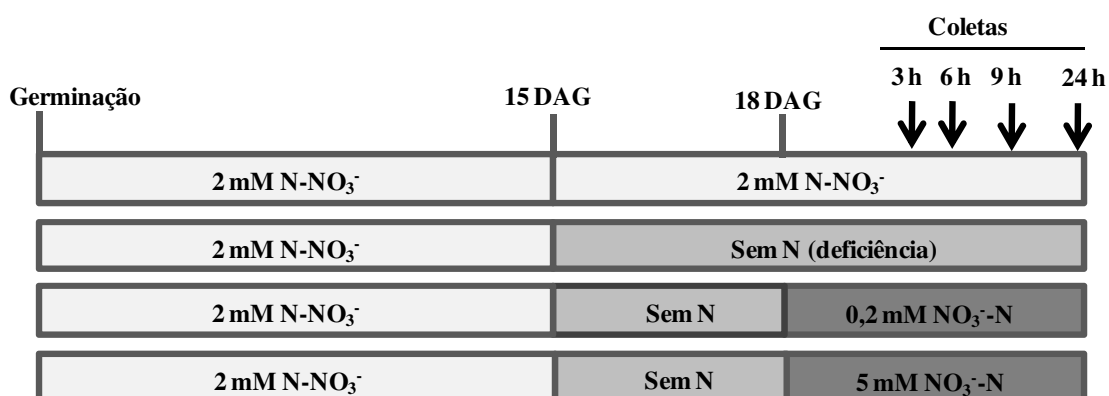 Coletas
3 h 6 h 9 h 24 h
Germinação 15 DAG 18 DAG
2 mM N-NO₃⁻ 2 mM N-NO₃⁻
2 mM N-NO₃⁻ Sem N (deficiência)
2 mM N-NO₃⁻ Sem N 0,2 mM NO₃⁻-N
2 mM N-NO₃⁻ Sem N 5 mM NO₃⁻-N